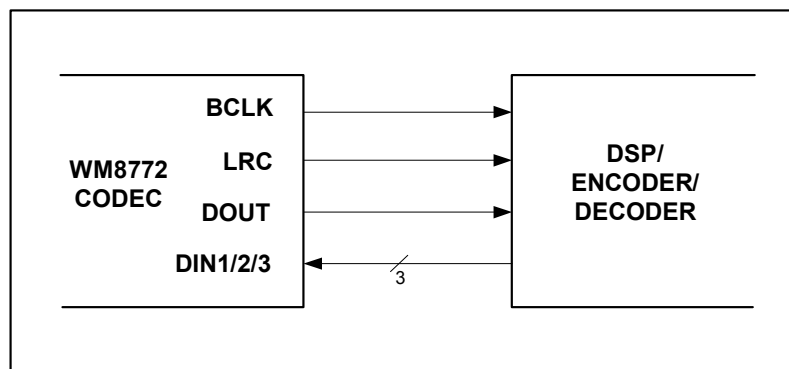 WM8772
CODEC
BCLK
LRC
DOUT
DIN1/2/3
3
DSP/
ENCODER/
DECODER